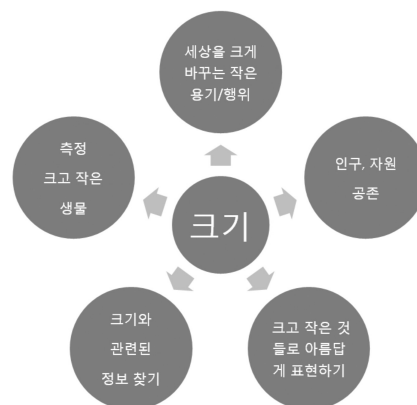 세상을 크게
바꾸는 작은
용기/행위
측정
크고 작은
생물
인구, 자원
공존
크기
크기와
관련된
정보 찾기
크고 작은 것
들로 아름답
게 표현하기